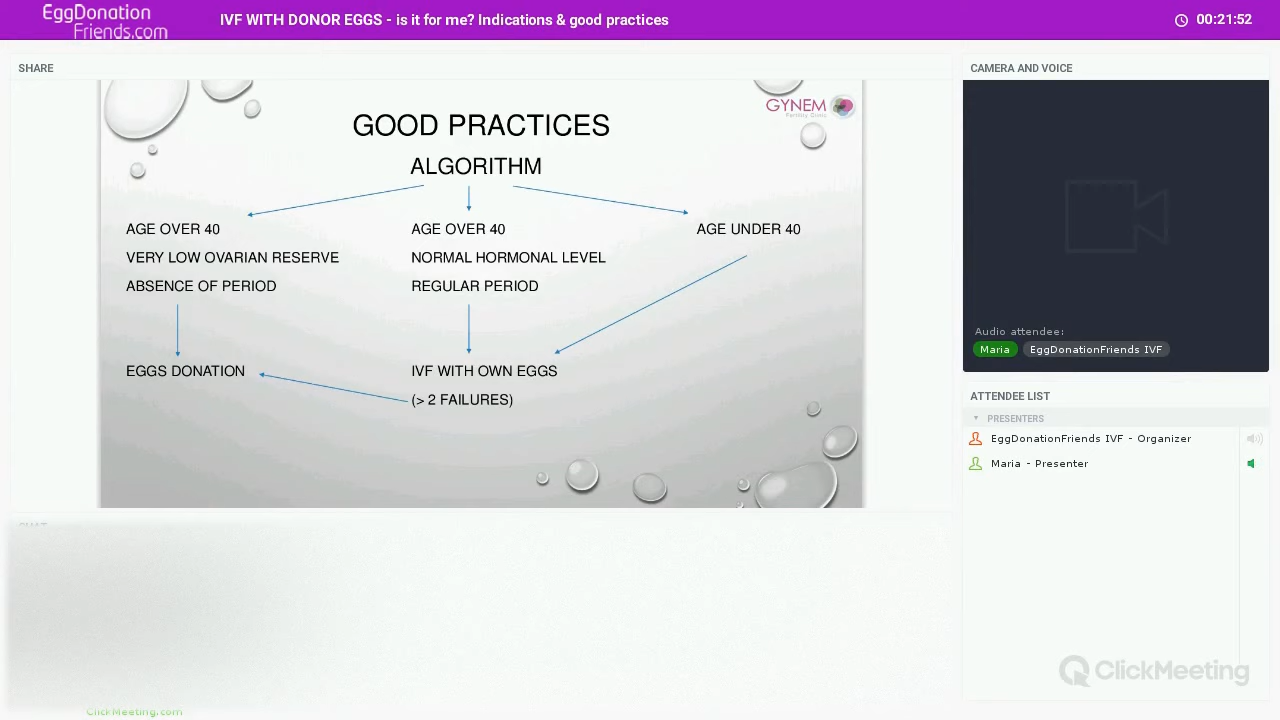 EggDonation
Friends.com
IVF WITH DONOR EGGS - is it for me? Indications & good practices
00:21:52
SHARE
GYNEM
Fertility Clinic
GOOD PRACTICES
ALGORITHM
AGE OVER 40
VERY LOW OVARIAN RESERVE
ABSENCE OF PERIOD
AGE OVER 40
NORMAL HORMONAL LEVEL
REGULAR PERIOD
AGE UNDER 40
EGGS DONATION
IVF WITH OWN EGGS
(> 2 FAILURES)
CHAT
ClickMeeting.com
CAMERA AND VOICE
Audio attendee:
Maria
EggDonationFriends IVF
ATTENDEE LIST
PRESENTERS
EggDonationFriends IVF - Organizer
Maria - Presenter
ClickMeeting